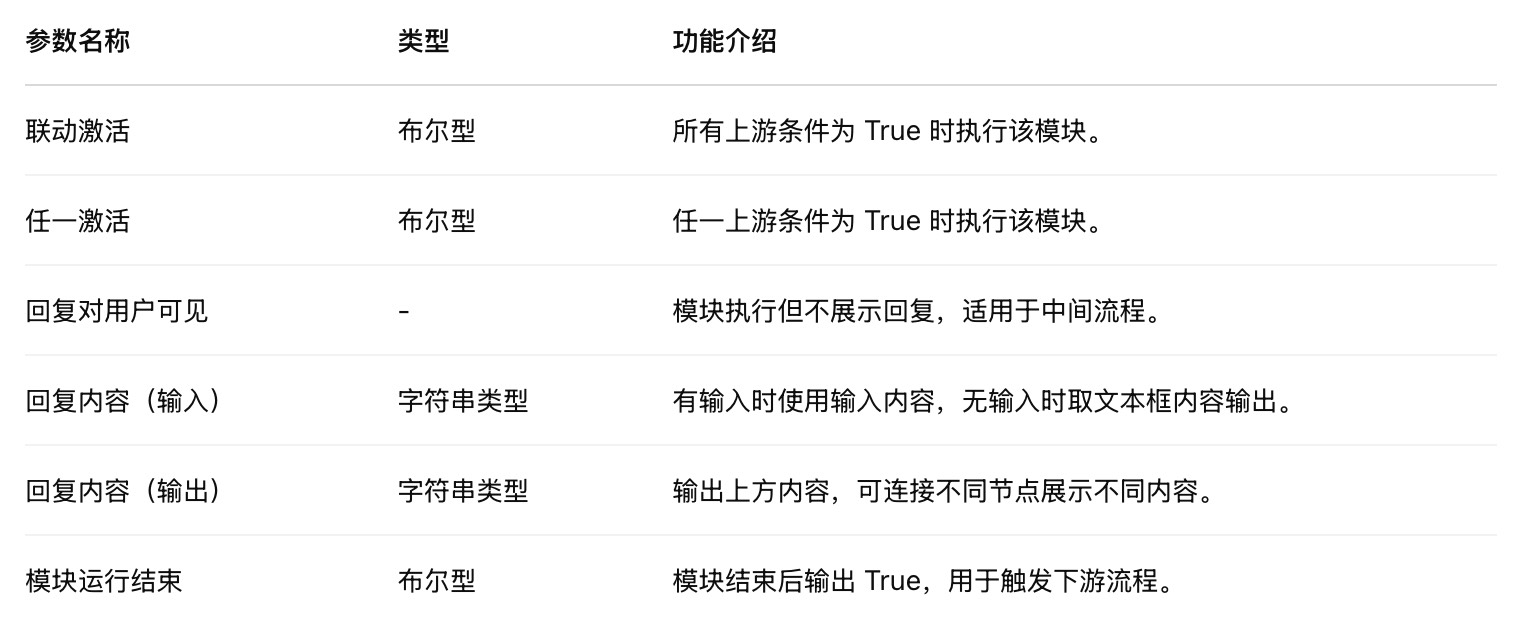 参数名称 类型 功能介绍
联动激活 布尔型 所有上游条件为 True 时执行该模块。
任一激活 布尔型 任一上游条件为 True 时执行该模块。
回复对用户可见 - 模块执行但不展示回复，适用于中间流程。
回复内容（输入） 字符串类型 有输入时使用输入内容，无输入时取文本框内容输出。
回复内容（输出） 字符串类型 输出上方内容，可连接不同节点展示不同内容。
模块运行结束 布尔型 模块结束后输出 True，用于触发下游流程。